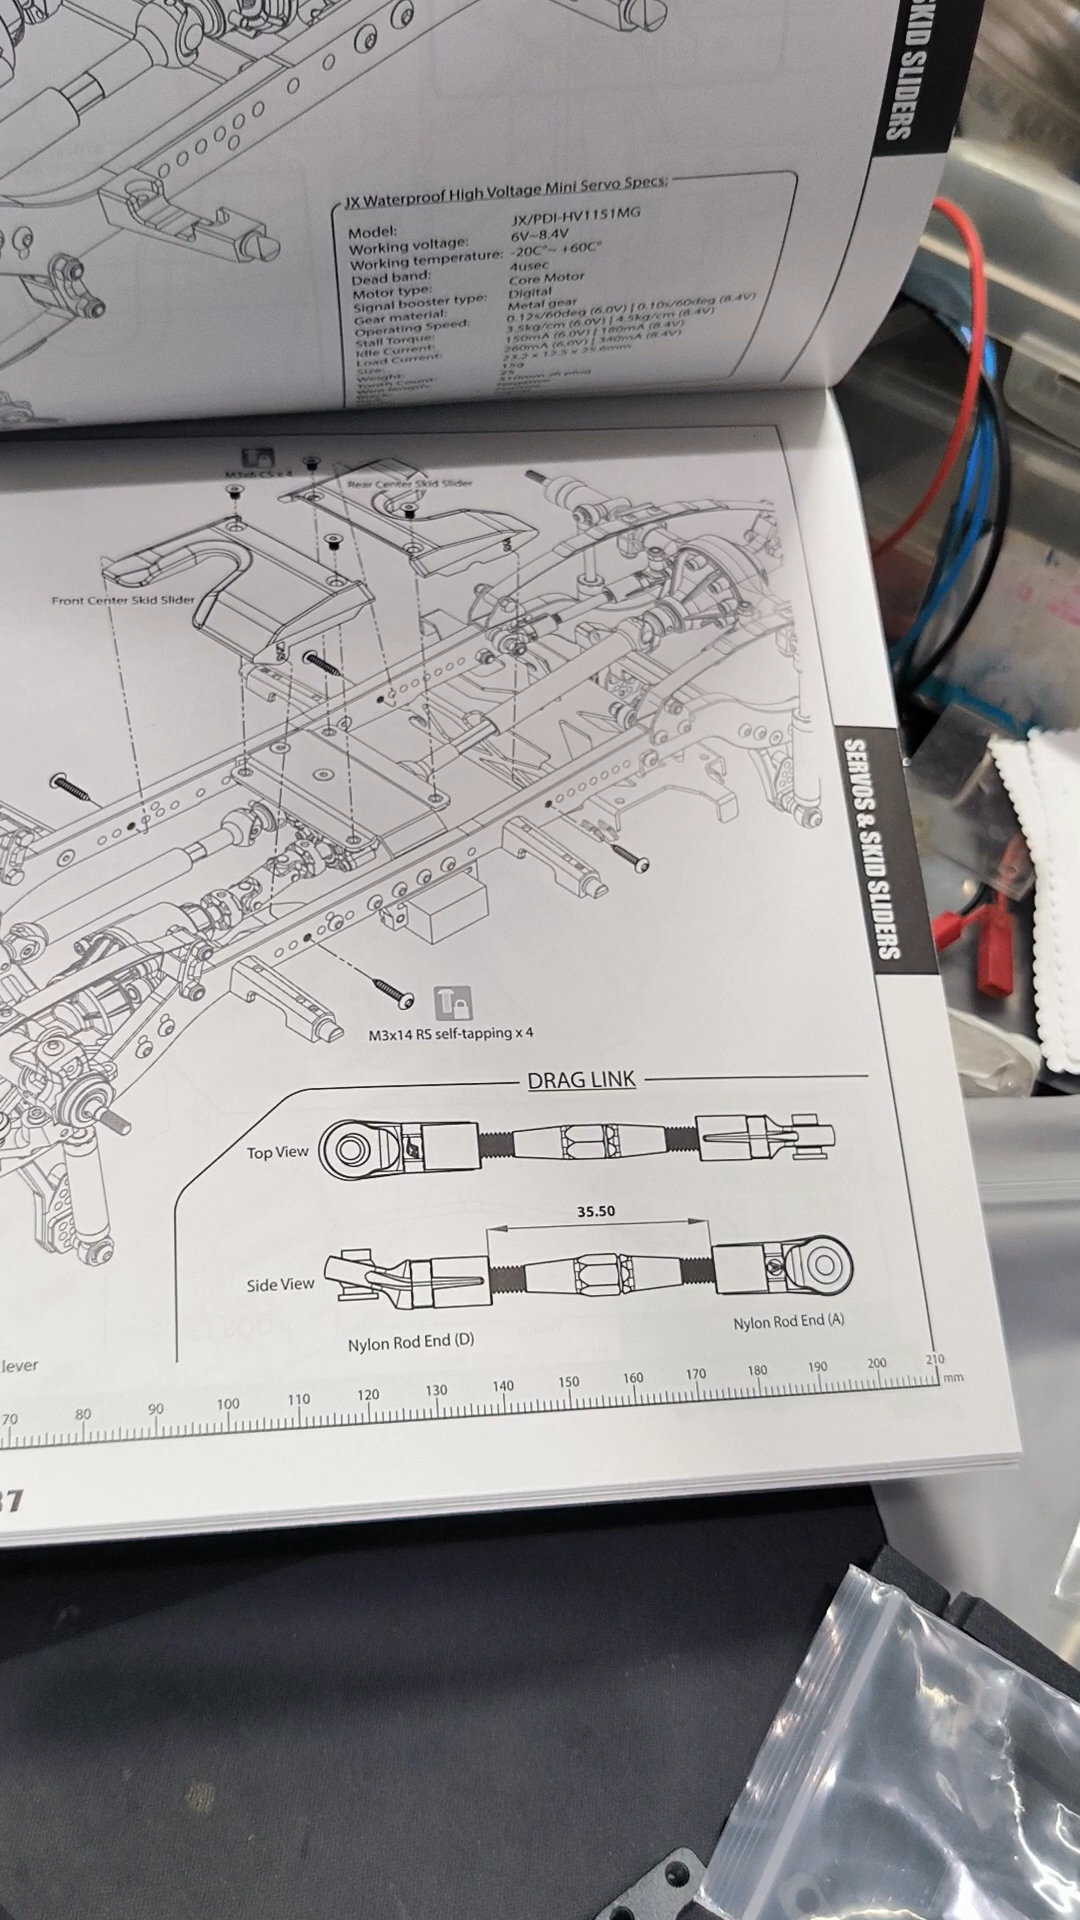 SKID SLIDERS
JX Waterproof High Voltage Mini Servo Specs:
Model: JX/PDI-HV1151MG
Working voltage: 6V~8.4V
Working temperature: -20C°~ +60C°
Dead band: 4usec
Motor type: Core Motor
Signal booster type: Digital
Gear material: Metal gear
Operating Speed: 0.12s/60deg (6.0V) | 0.10s/60deg (8.4V)
Stall Torque: 3.5kg/cm (6.0V) | 4.5kg/cm (8.4V)
Idle Current: 150mA (6.0V) | 180mA (8.4V)
Load Current: 260mA (6.0V) | 340mA (8.4V)
Size:
Weight: 15g
25
M3x6 CS x 4
Rear Center Skid Slider
Front Center Skid Slider
SERVOS & SKID SLIDERS
M3x14 RS self-tapping x 4
DRAG LINK
Top View
35.50
Side View
Nylon Rod End (D)
Nylon Rod End (A)
lever
70 80 90 100 110 120 130 140 150 160 170 180 190 200 210 mm
37